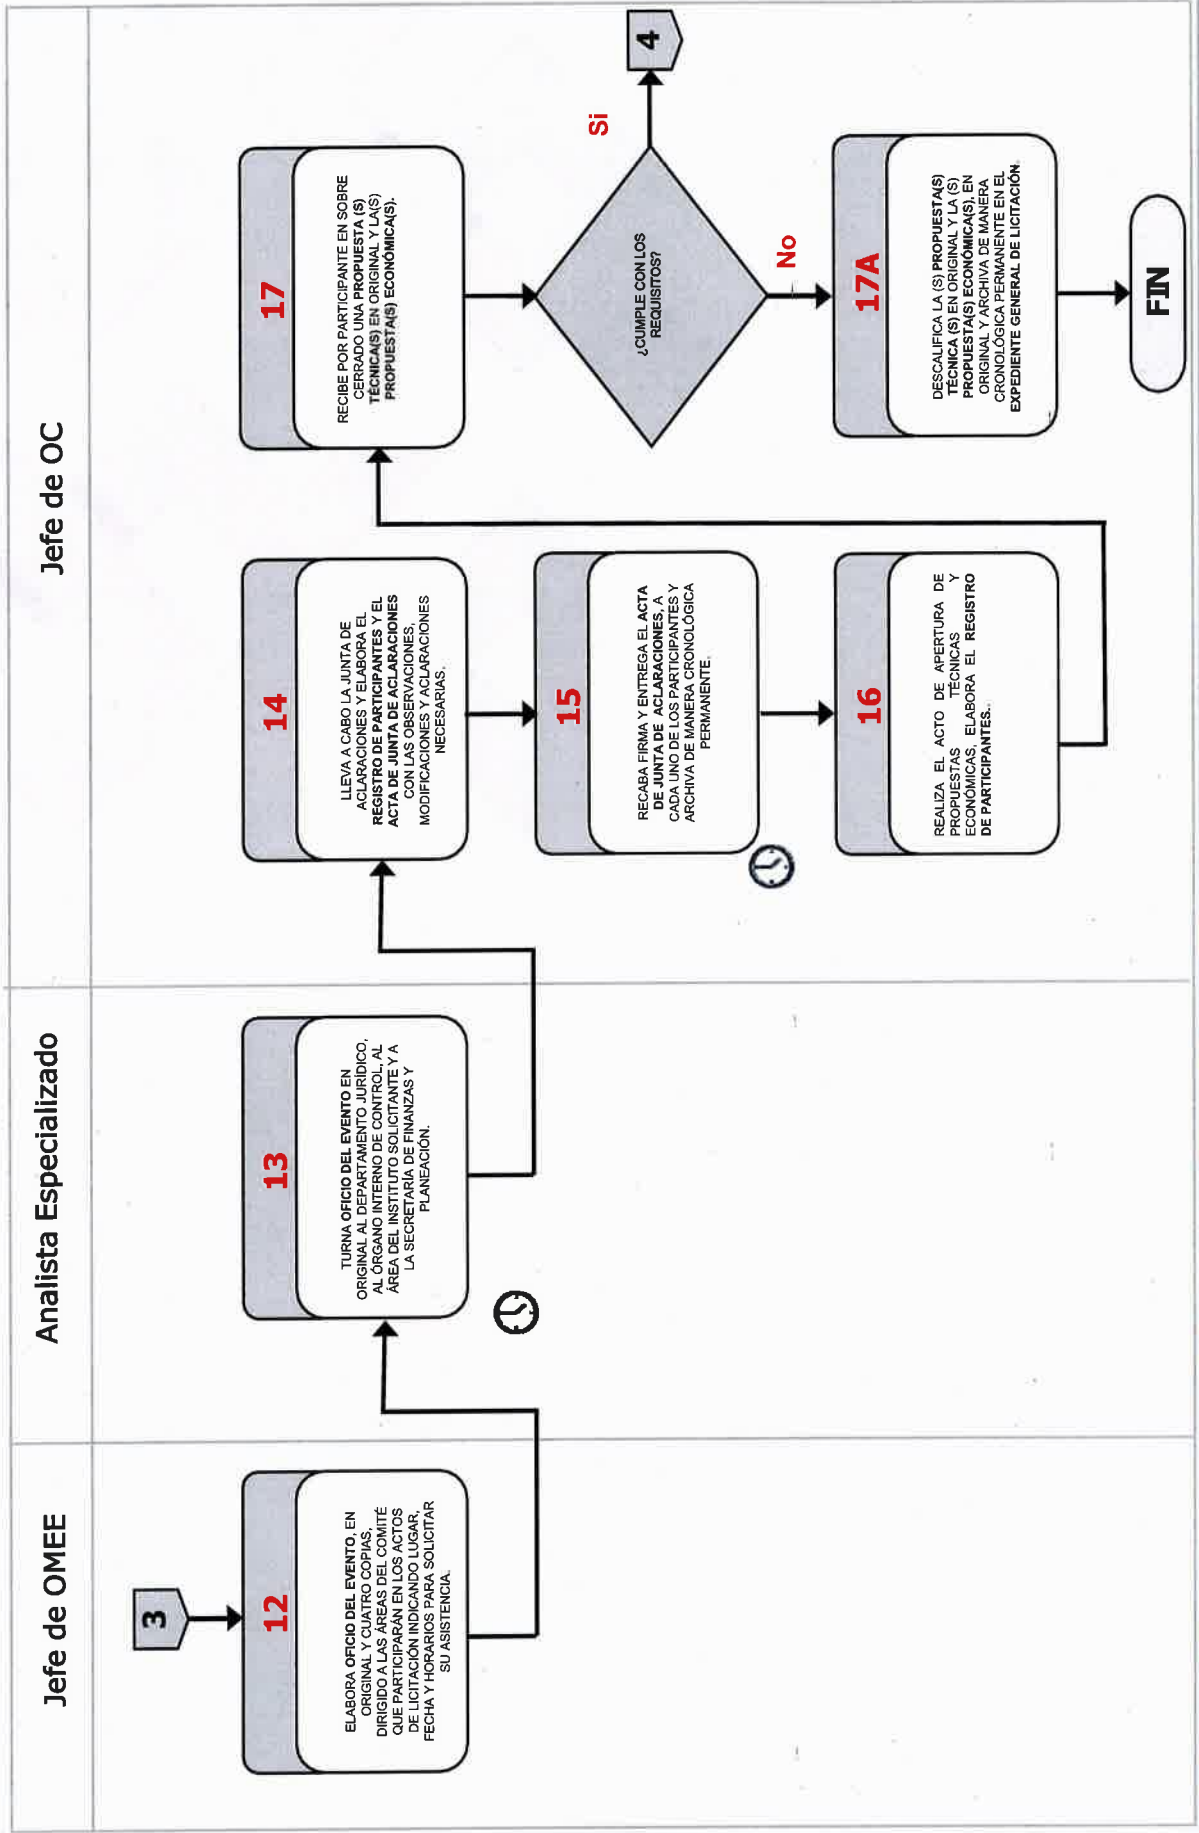 Jefe de OMEE
Analista Especializado
Jefe de OC
3
12
ELABORA OFICIO DEL EVENTO, EN
ORIGINAL Y CUATRO COPIAS,
DIRIGIDO A LAS ÁREAS DEL COMITÉ
QUE PARTICIPARÁN EN LOS ACTOS
DE LICITACIÓN INDICANDO LUGAR,
FECHA Y HORARIOS PARA SOLICITAR
SU ASISTENCIA.
13
TURNA OFICIO DEL EVENTO EN
ORIGINAL AL DEPARTAMENTO JURÍDICO,
AL ÓRGANO INTERNO DE CONTROL, AL
ÁREA DEL INSTITUTO SOLICITANTE Y A
LA SECRETARÍA DE FINANZAS Y
PLANEACIÓN.
14
LLEVA A CABO LA JUNTA DE
ACLARACIONES Y ELABORA EL
REGISTRO DE PARTICIPANTES Y EL
ACTA DE JUNTA DE ACLARACIONES
CON LAS OBSERVACIONES,
MODIFICACIONES Y ACLARACIONES
NECESARIAS.
15
RECABA FIRMA Y ENTREGA EL ACTA
DE JUNTA DE ACLARACIONES, A
CADA UNO DE LOS PARTICIPANTES Y
ARCHIVA DE MANERA CRONOLÓGICA
PERMANENTE.
16
REALIZA EL ACTO DE APERTURA DE
PROPUESTAS TÉCNICAS Y
ECONÓMICAS, ELABORA EL REGISTRO
DE PARTICIPANTES..
17
RECIBE POR PARTICIPANTE EN SOBRE
CERRADO UNA PROPUESTA (S)
TÉCNICA(S) EN ORIGINAL Y LA(S)
PROPUESTA(S) ECONÓMICA(S).
¿CUMPLE CON LOS
REQUISITOS?
Si
4
No
17A
DESCALIFICA LA (S) PROPUESTA(S)
TÉCNICA (S) EN ORIGINAL Y LA (S)
PROPUESTA(S) ECONÓMICA(S), EN
ORIGINAL Y ARCHIVA DE MANERA
CRONOLÓGICA PERMANENTE EN EL
EXPEDIENTE GENERAL DE LICITACIÓN.
FIN